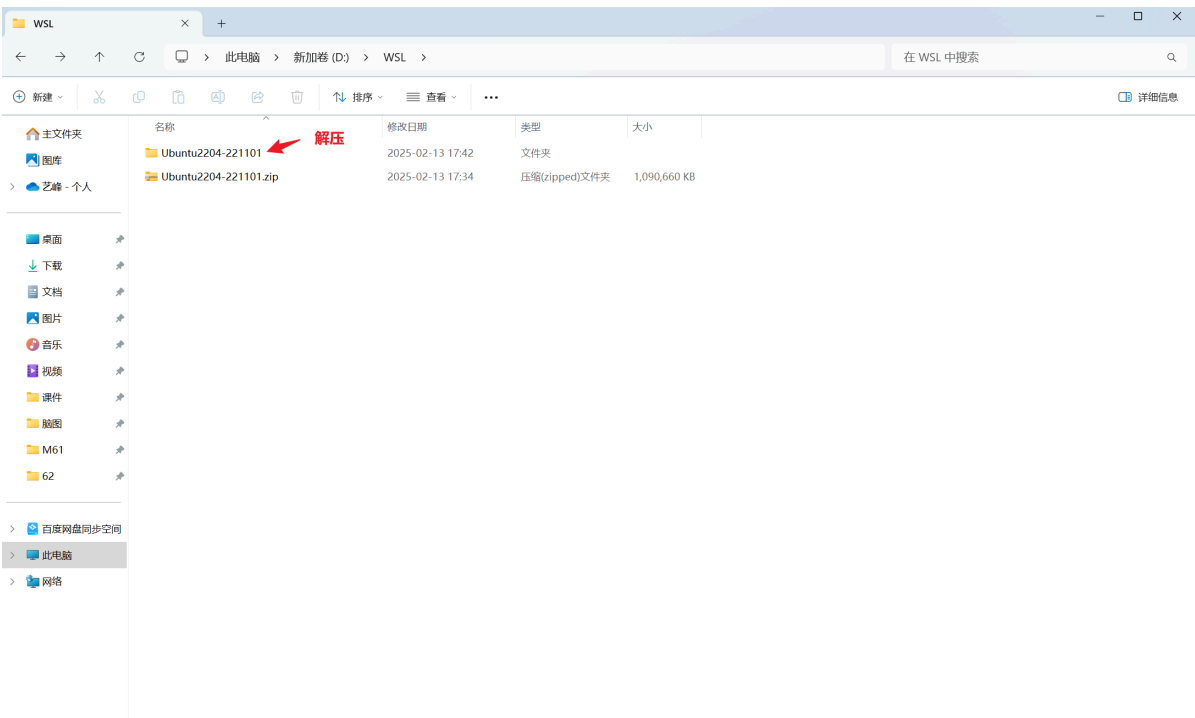 WSL
此电脑 > 新加卷 (D:) > WSL >
在 WSL 中搜索
新建
排序
查看
详细信息
名称
修改日期
类型
大小
Ubuntu2204-221101
2025-02-13 17:42
文件夹
解压
Ubuntu2204-221101.zip
2025-02-13 17:34
压缩(zipped)文件夹
1,090,660 KB
主文件夹
图库
艺峰 - 个人
桌面
下载
文档
图片
音乐
视频
课件
脑图
M61
62
百度网盘同步空间
此电脑
网络